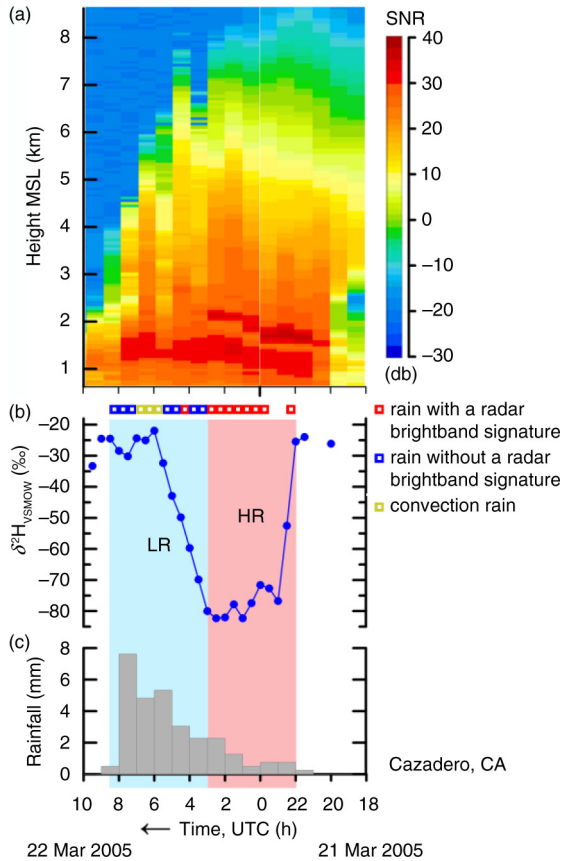 (a)
SNR
8
7
6
5
4
3
2
1
Height MSL (km)
40
30
20
10
0
−10
−20
−30
(db)
(b)
−20
−30
−40
−50
−60
−70
−80
δ²H_VSMOW (‰)
LR
HR
rain with a radar
brightband signature
rain without a radar
brightband signature
convection rain
(c)
8
6
4
2
0
Rainfall (mm)
Cazadero, CA
10 8 6 4 2 0 22 20 18
← Time, UTC (h)
22 Mar 2005 21 Mar 2005